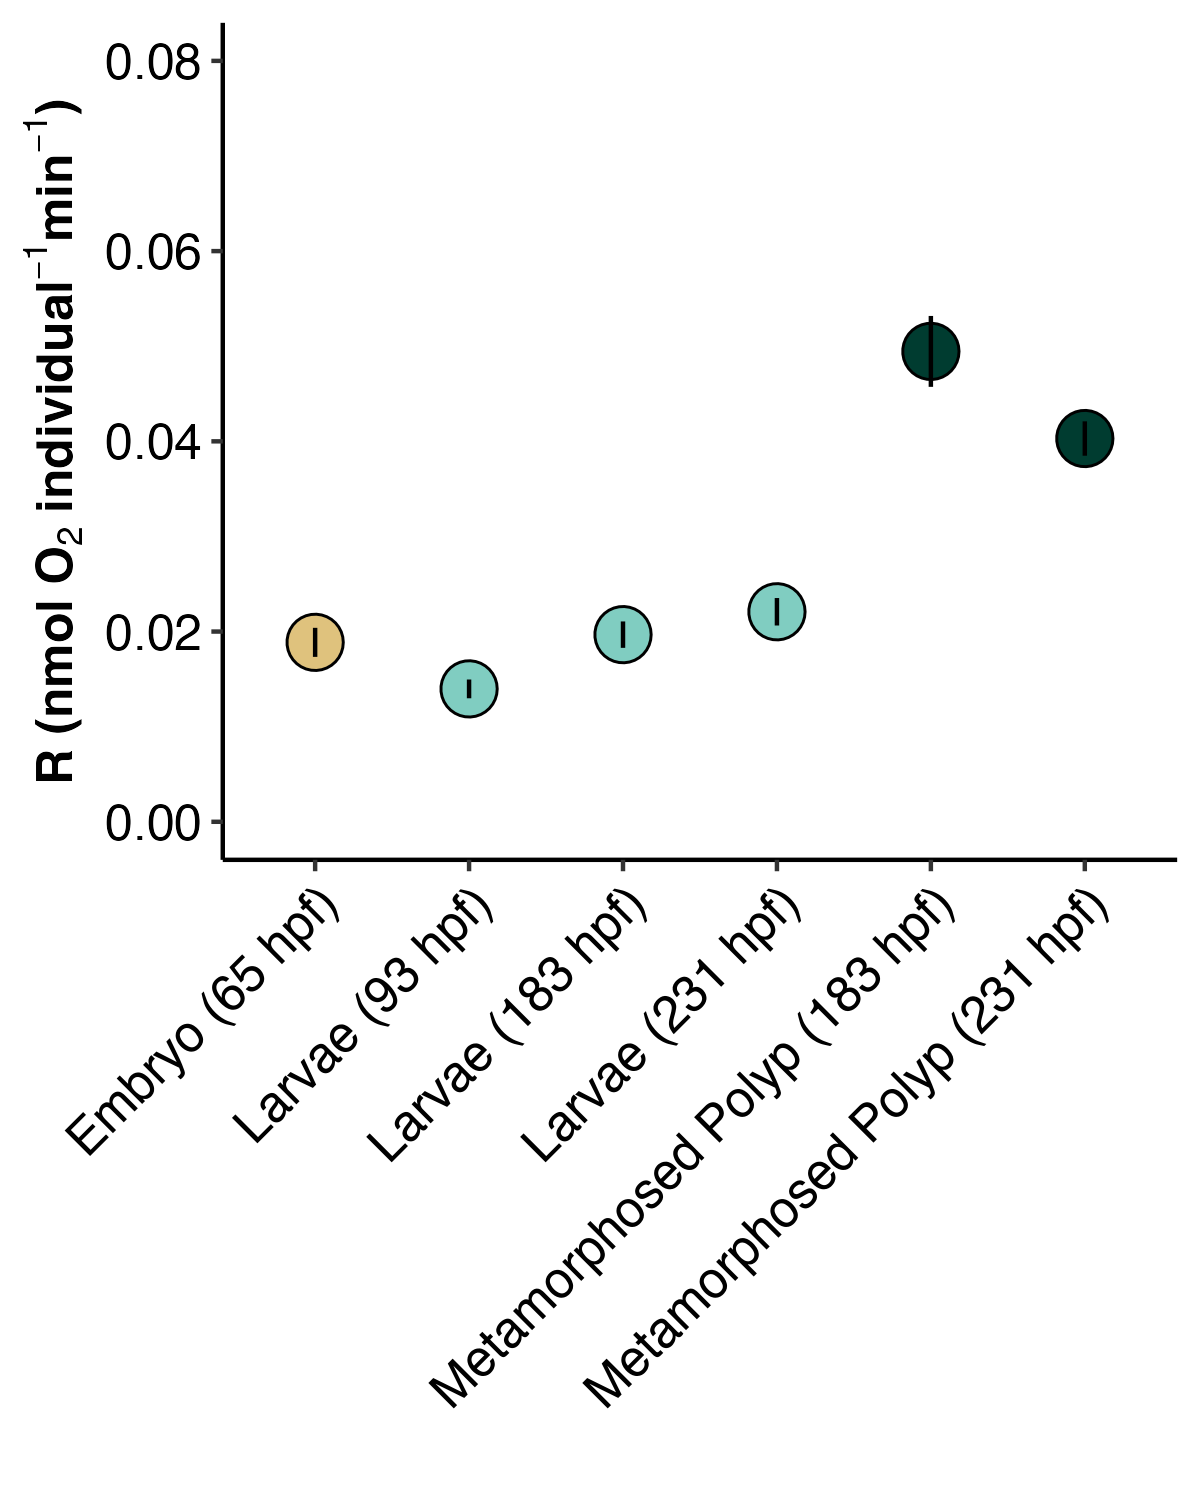 R (nmol O₂ individual⁻¹min⁻¹)
0.08
0.06
0.04
0.02
0.00
Embryo (65 hpf)
Larvae (93 hpf)
Larvae (183 hpf)
Larvae (231 hpf)
Metamorphosed Polyp (183 hpf)
Metamorphosed Polyp (231 hpf)